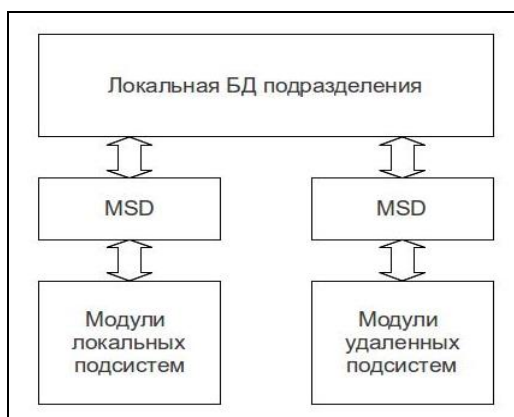 Локальная БД подразделения
MSD
MSD
Модули
локальных
подсистем
Модули
удаленных
подсистем